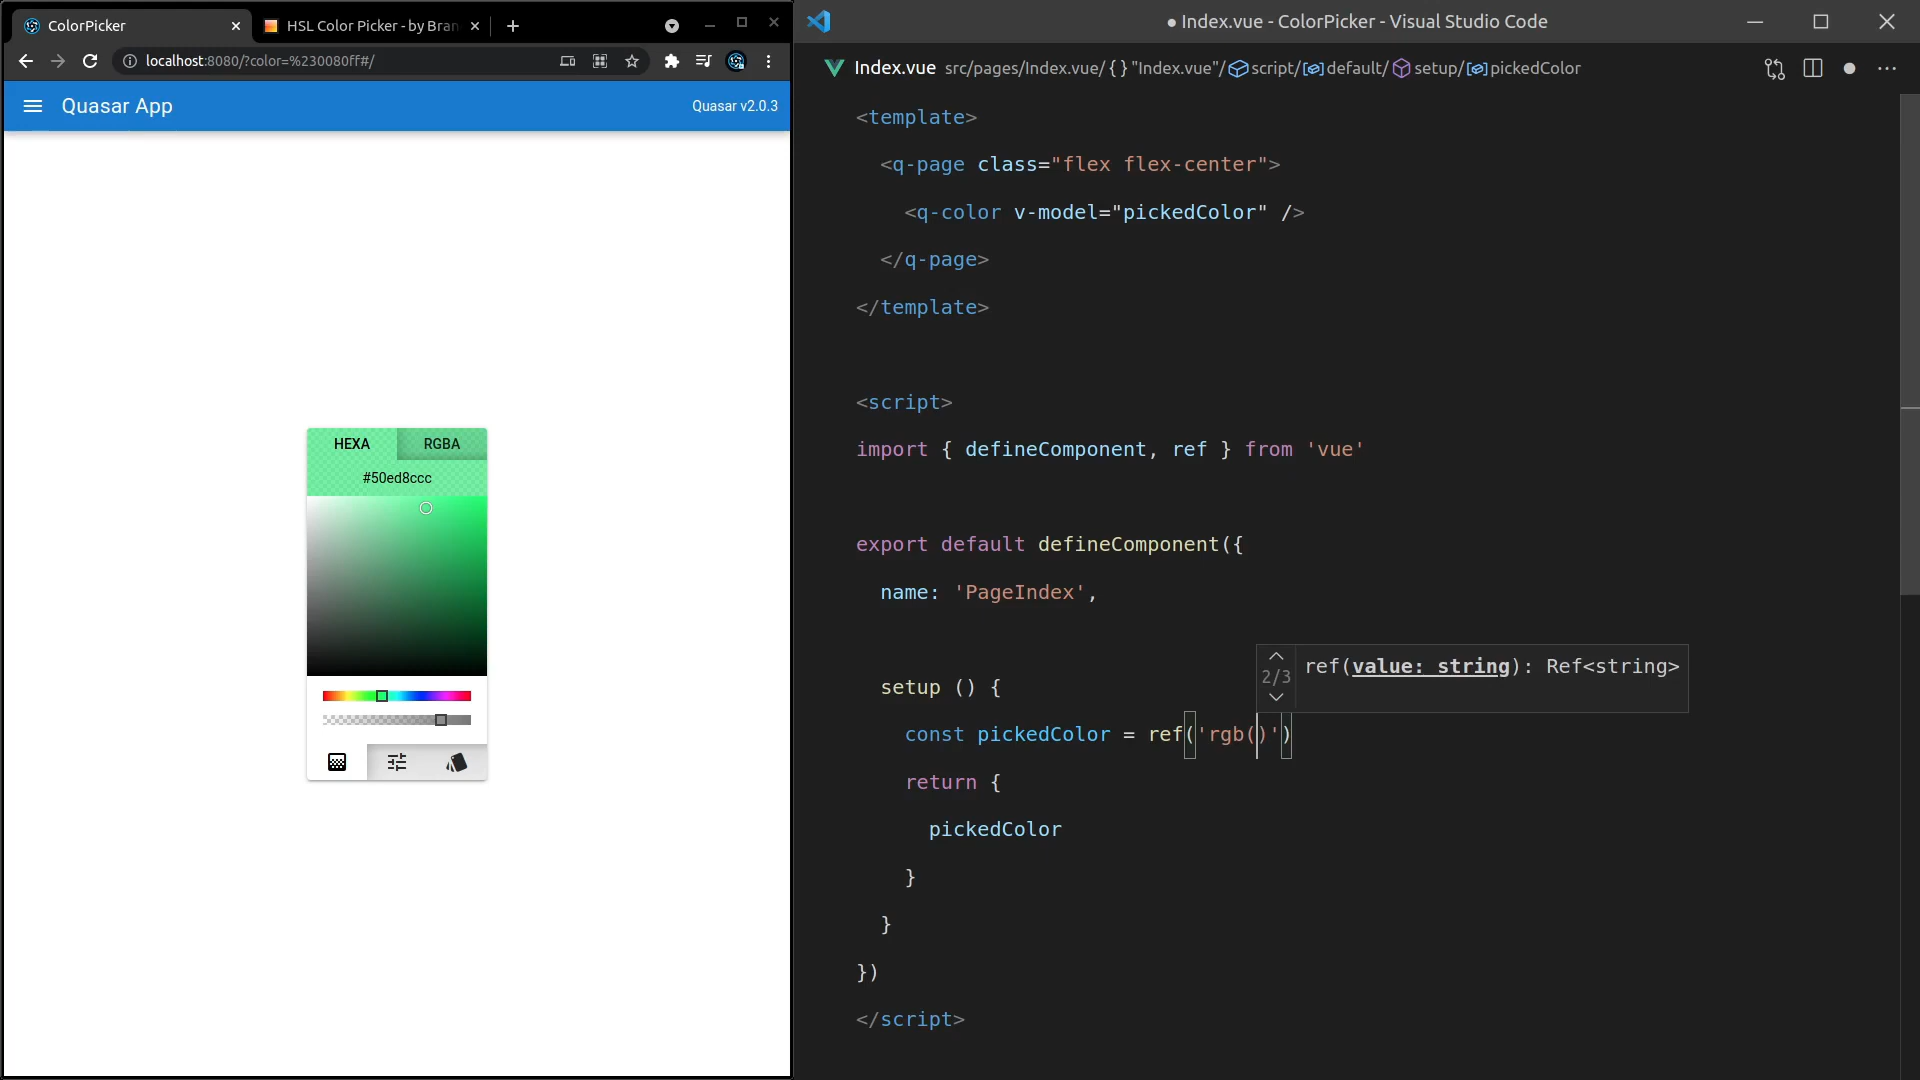 ColorPicker
HSL Color Picker - by Bran
localhost:8080/?color=%230080ff#/
Quasar App
Quasar v2.0.3
HEXA
RGBA
#50ed8ccc
● Index.vue - ColorPicker - Visual Studio Code
Index.vue src/pages/Index.vue/ {} "Index.vue"/ script/ default/ setup/ pickedColor
<template>
<q-page class="flex flex-center">
<q-color v-model="pickedColor" />
</q-page>
</template>
<script>
import { defineComponent, ref } from 'vue'
export default defineComponent({
name: 'PageIndex',
2/3
ref(value: string): Ref<string>
setup () {
const pickedColor = ref('rgb()')
return {
pickedColor
}
}
})
</script>